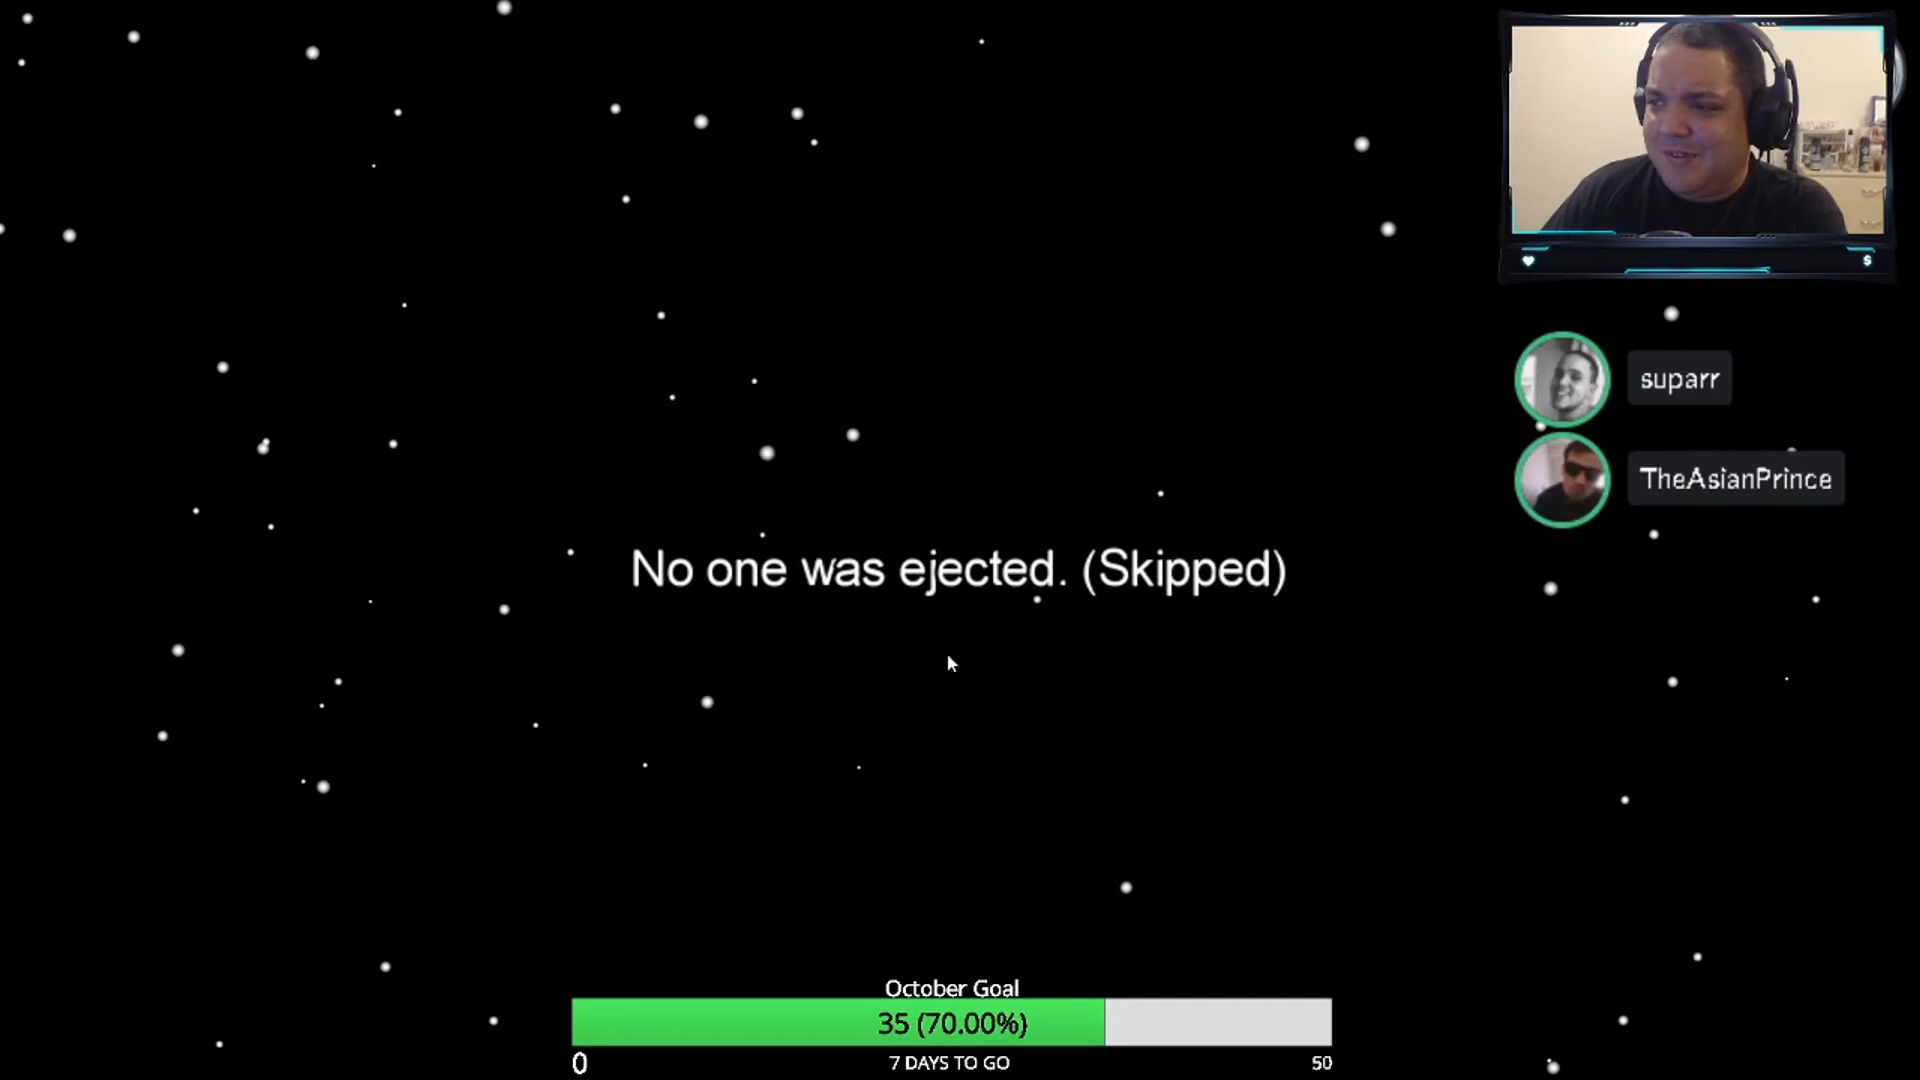 suparr
TheAsianPrince
No one was ejected. (Skipped)
October Goal
35 (70.00%)
0 7 DAYS TO GO 50